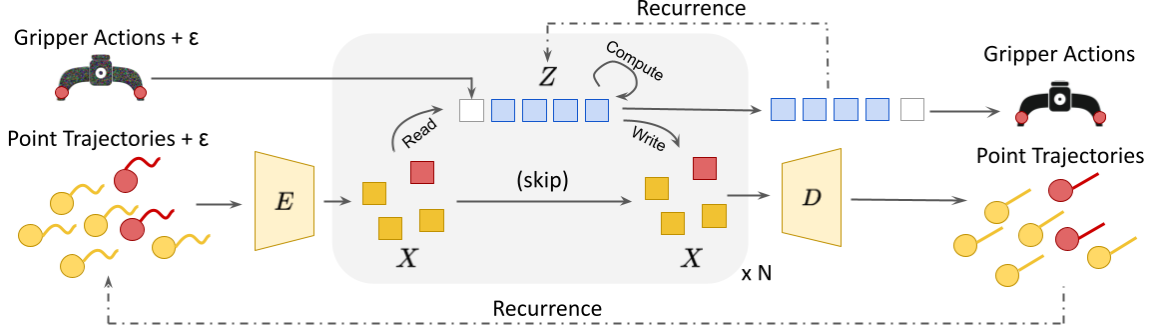 Recurrence
Gripper Actions + ε
Gripper Actions
Compute
Z
Read
Write
Point Trajectories + ε
Point Trajectories
(skip)
E
D
X
X
x N
Recurrence